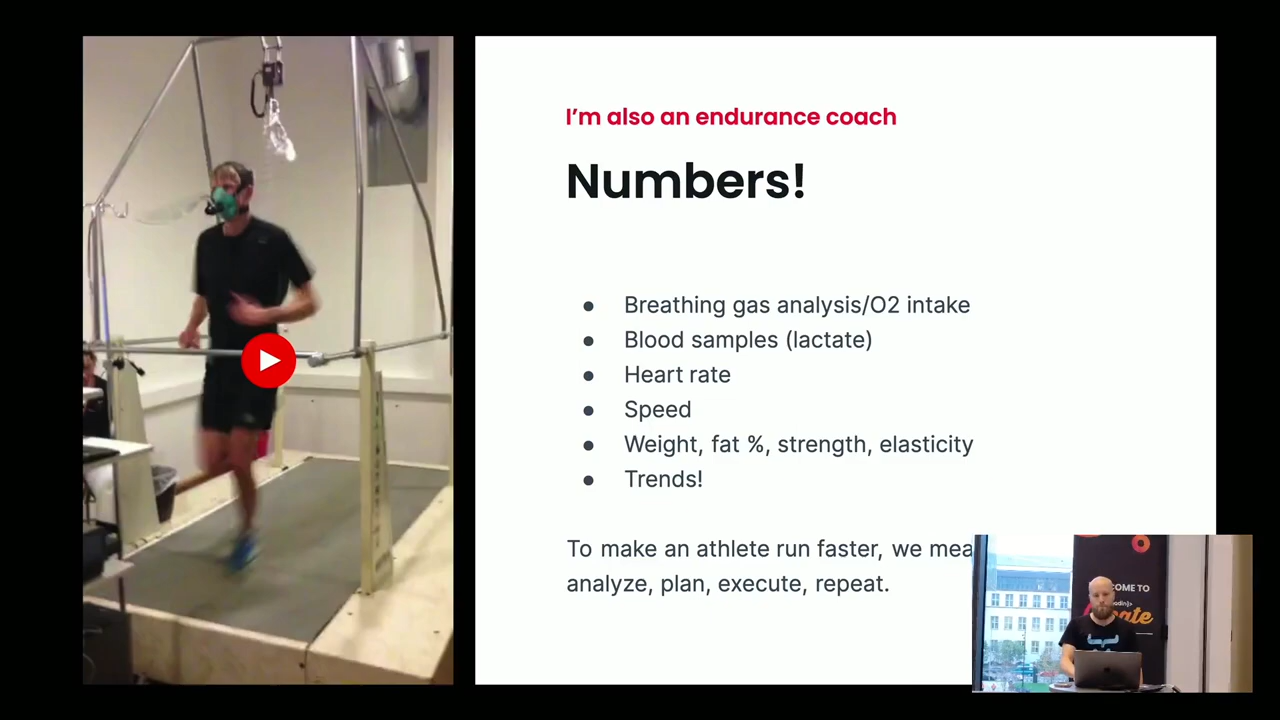 I'm also an endurance coach
Numbers!
● Breathing gas analysis/O2 intake
● Blood samples (lactate)
● Heart rate
● Speed
● Weight, fat %, strength, elasticity
● Trends!
To make an athlete run faster, we mea
analyze, plan, execute, repeat.
COME TO